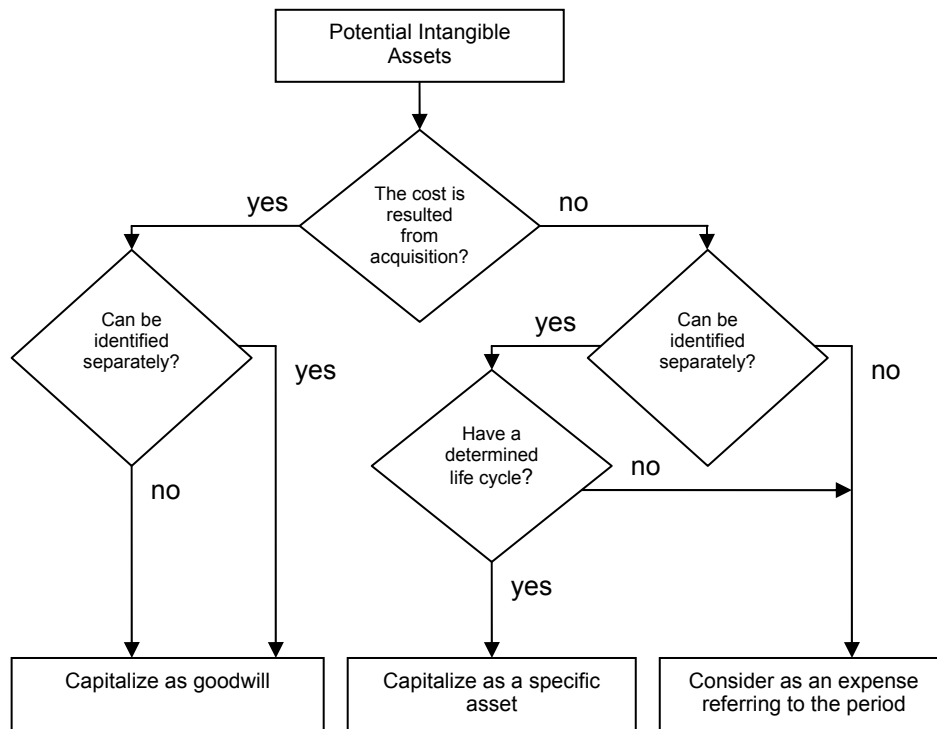 Potential Intangible
Assets
yes
The cost is
resulted
from
acquisition?
no
Can be
identified
separately?
yes
no
yes
Can be
identified
separately?
no
Have a
determined
life cycle?
no
yes
Capitalize as goodwill
Capitalize as a specific
asset
Consider as an expense
referring to the period